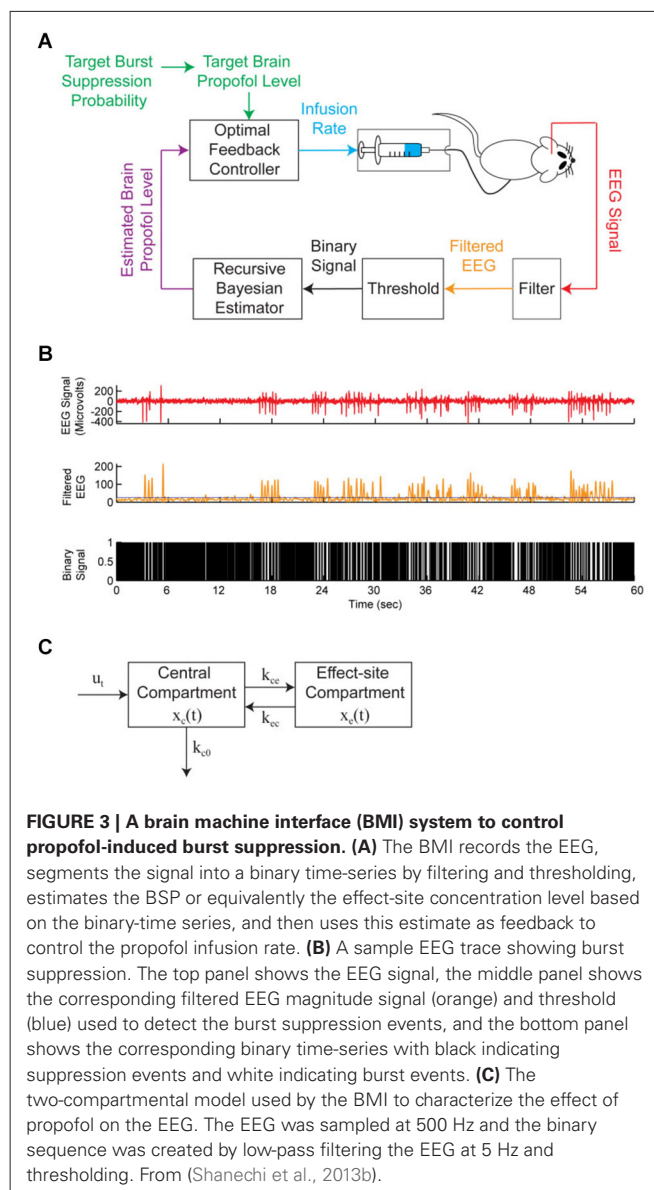 A
Target Burst
Suppression
Probability
Target Brain
Propofol Level
Optimal
Feedback
Controller
Infusion
Rate
EEG Signal
Estimated Brain
Propofol Level
Recursive
Bayesian
Estimator
Binary
Signal
Threshold
Filtered
EEG
Filter
B
EEG Signal
(Microvolts)
200
0
-200
-400
Filtered
EEG
200
100
0
Binary
Signal
1
0.5
0
0 6 12 18 24 30 36 42 48 54 60
Time (sec)
C
u_t
Central
Compartment
x_c(t)
k_ce
k_ec
Effect-site
Compartment
x_e(t)
k_c0
FIGURE 3 | A brain machine interface (BMI) system to control
propofol-induced burst suppression. (A) The BMI records the EEG,
segments the signal into a binary time-series by filtering and thresholding,
estimates the BSP or equivalently the effect-site concentration level based
on the binary-time series, and then uses this estimate as feedback to
control the propofol infusion rate. (B) A sample EEG trace showing burst
suppression. The top panel shows the EEG signal, the middle panel shows
the corresponding filtered EEG magnitude signal (orange) and threshold
(blue) used to detect the burst suppression events, and the bottom panel
shows the corresponding binary time-series with black indicating
suppression events and white indicating burst events. (C) The
two-compartmental model used by the BMI to characterize the effect of
propofol on the EEG. The EEG was sampled at 500 Hz and the binary
sequence was created by low-pass filtering the EEG at 5 Hz and
thresholding. From (Shanechi et al., 2013b).